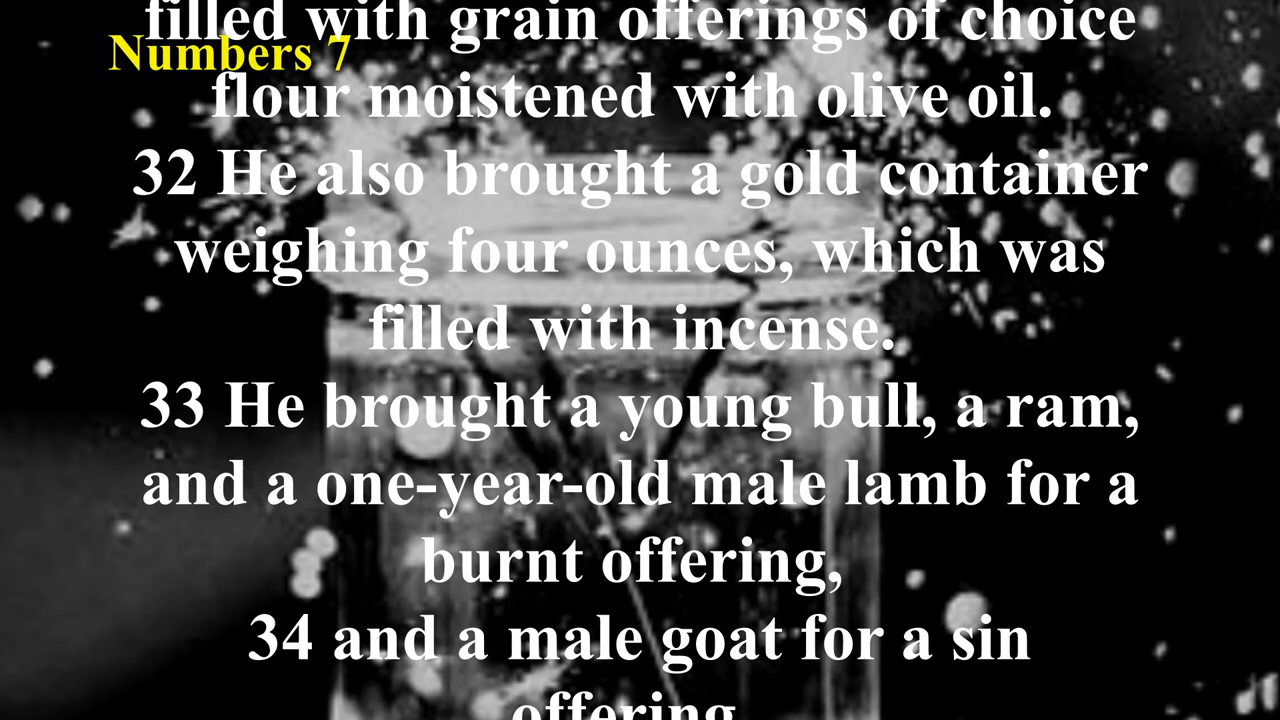 filled with grain offerings of choice
Numbers 7
flour moistened with olive oil.
32 He also brought a gold container
weighing four ounces, which was
filled with incense.
33 He brought a young bull, a ram,
and a one-year-old male lamb for a
burnt offering,
34 and a male goat for a sin
offering